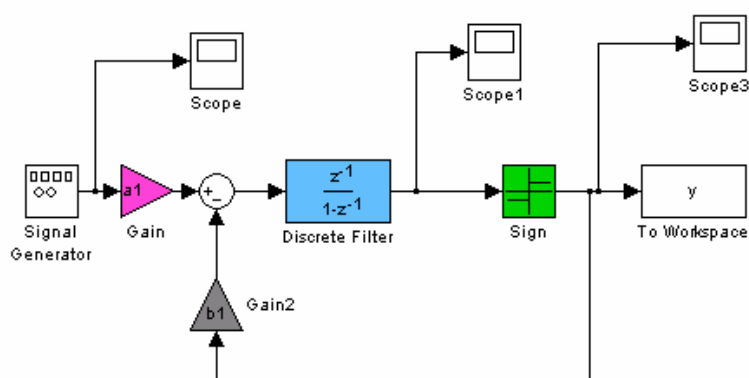 Scope
Scope1
Scope3
a1
+
-
z-1
1-z-1
y
Signal
Generator
Gain
Discrete Filter
Sign
To Workspace
b1
Gain2